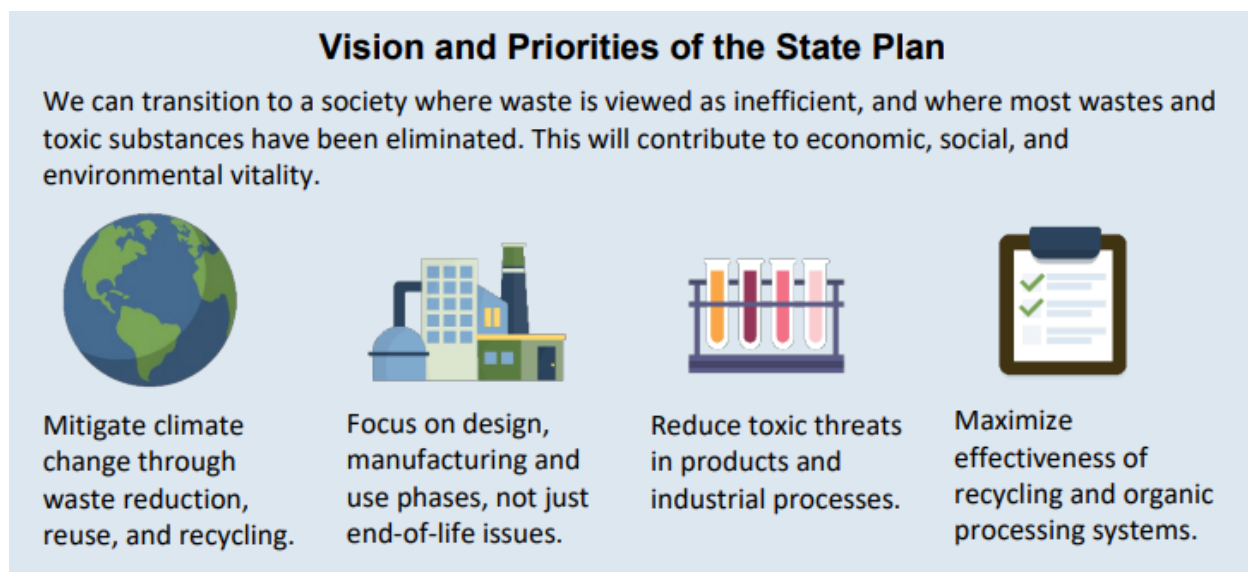 Vision and Priorities of the State Plan
We can transition to a society where waste is viewed as inefficient, and where most wastes and
toxic substances have been eliminated. This will contribute to economic, social, and
environmental vitality.
Mitigate climate
change through
waste reduction,
reuse, and recycling.
Focus on design,
manufacturing and
use phases, not just
end-of-life issues.
Reduce toxic threats
in products and
industrial processes.
Maximize
effectiveness of
recycling and organic
processing systems.